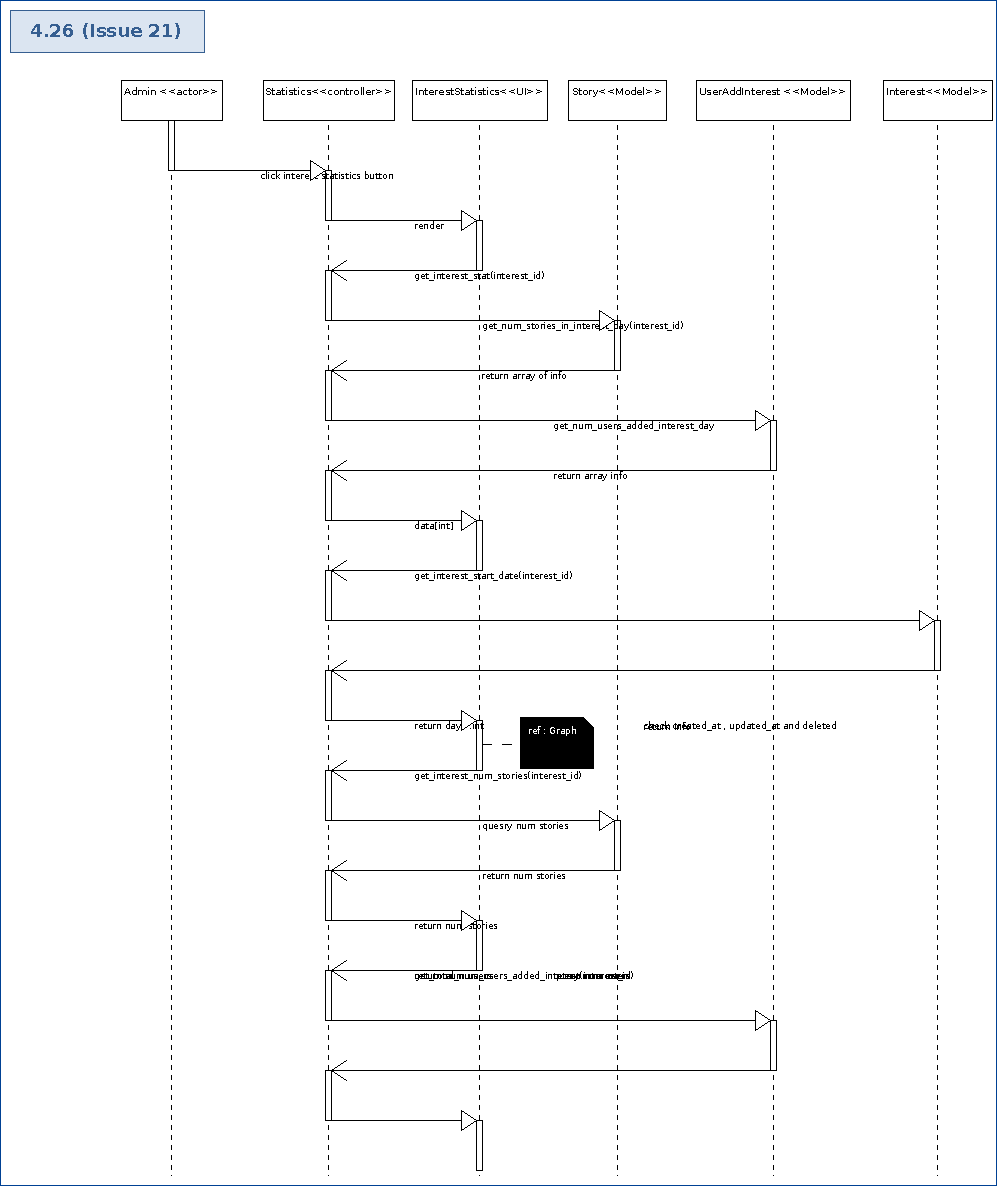 4.26 (Issue 21)
Admin <<actor>>
Statistics<<controller>>
InterestStatistics<<UI>>
Story<<Model>>
UserAddInterest <<Model>>
Interest<<Model>>
click interest statistics button
render
get_interest_stat(interest_id)
get_num_stories_in_interest_day(interest_id)
return array of info
get_num_users_added_interest_day
return array info
data[int]
get_interest_start_date(interest_id)
return day : int
ref : Graph
check created_at , updated_at and deleted
return info
get_interest_num_stories(interest_id)
quesry num stories
return num stories
return num stories